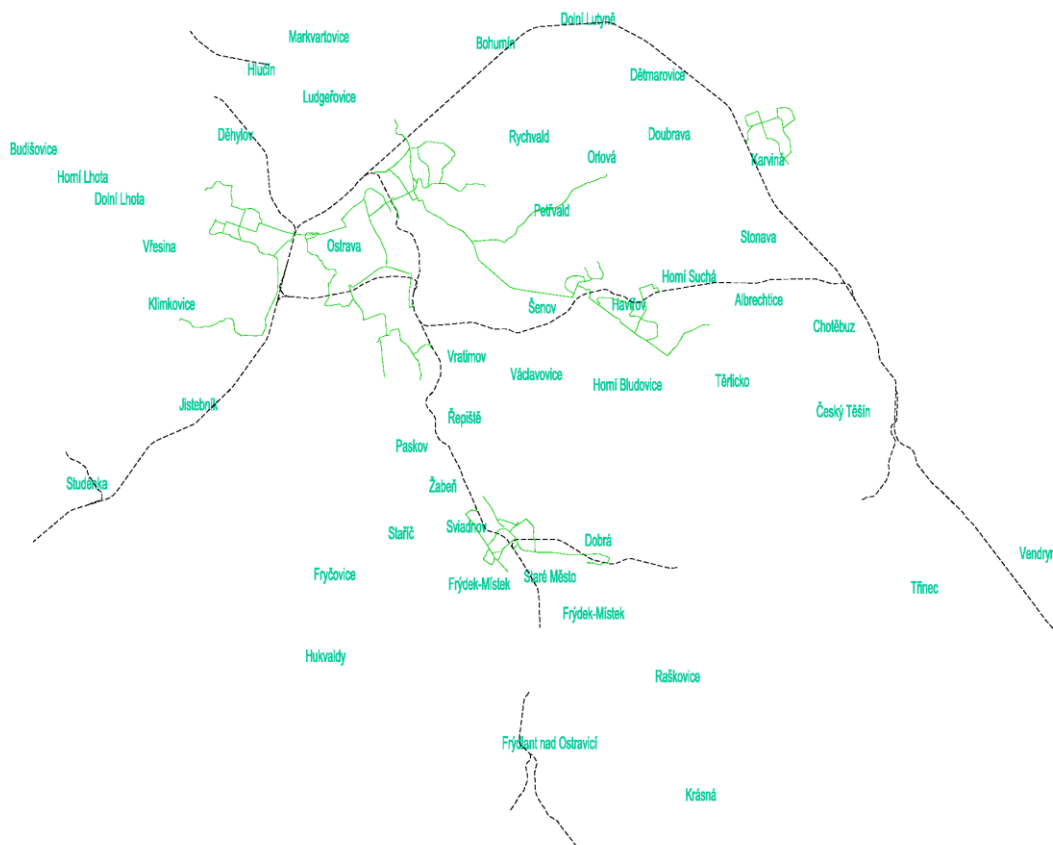 Dolní Lutyně
Markvartovice
Bohumín
Hlučín
Dětmarovice
Ludgeřovice
Děhylov
Rychvald
Doubrava
Budišovice
Orlová
Karviná
Horní Lhota
Dolní Lhota
Petřvald
Vřesina
Ostrava
Stonava
Horní Suchá
Klimkovice
Šenov
Havířov
Albrechtice
Chotěbuz
Vratimov
Václavovice
Horní Bludovice
Těrlicko
Jistebník
Řepiště
Český Těšín
Paskov
Studénka
Žabeň
Staříč
Sviadnov
Dobrá
Vendryn
Fryčovice
Frýdek-Místek
Staré Město
Třinec
Frýdek-Místek
Hukvaldy
Raškovice
Frýdlant nad Ostravicí
Krásná